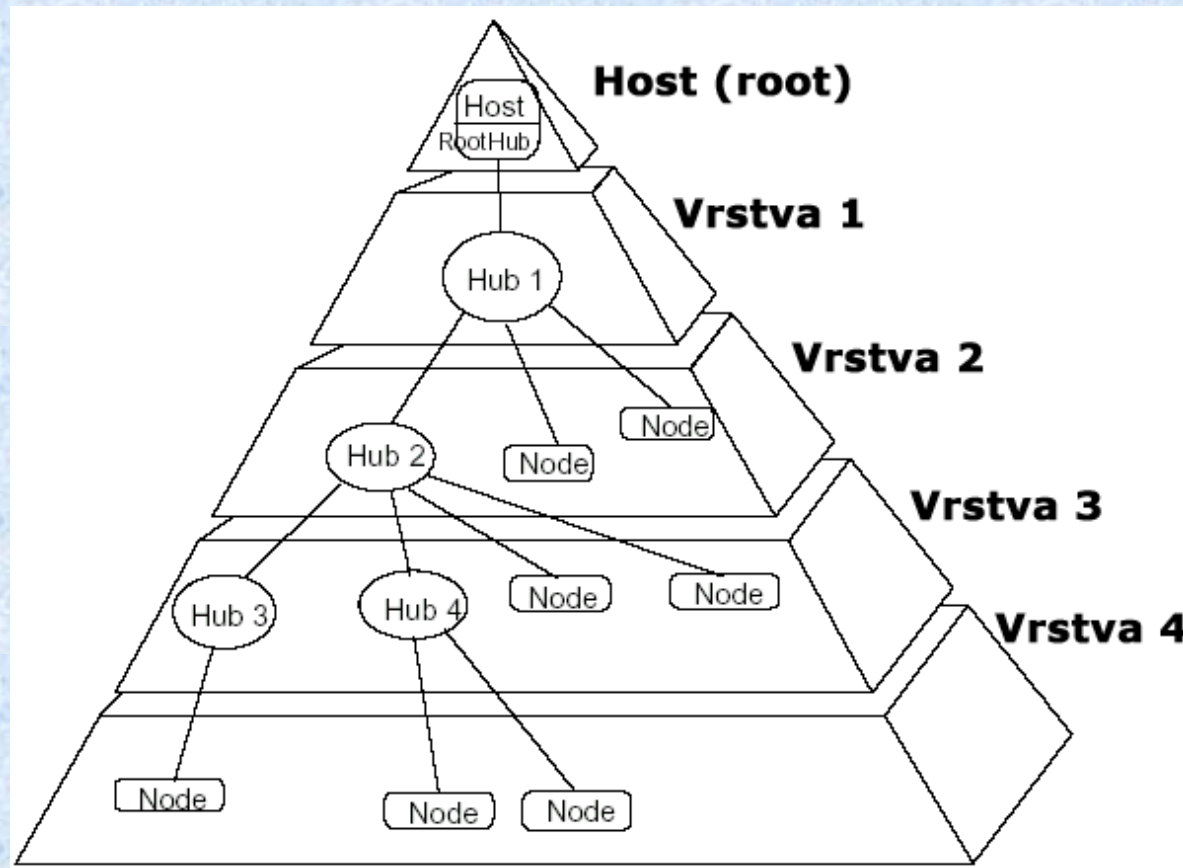 Host (root)
Host
RootHub
Vrstva 1
Hub 1
Vrstva 2
Node
Hub 2
Node
Vrstva 3
Hub 3
Hub 4
Node
Node
Vrstva 4
Node
Node
Node